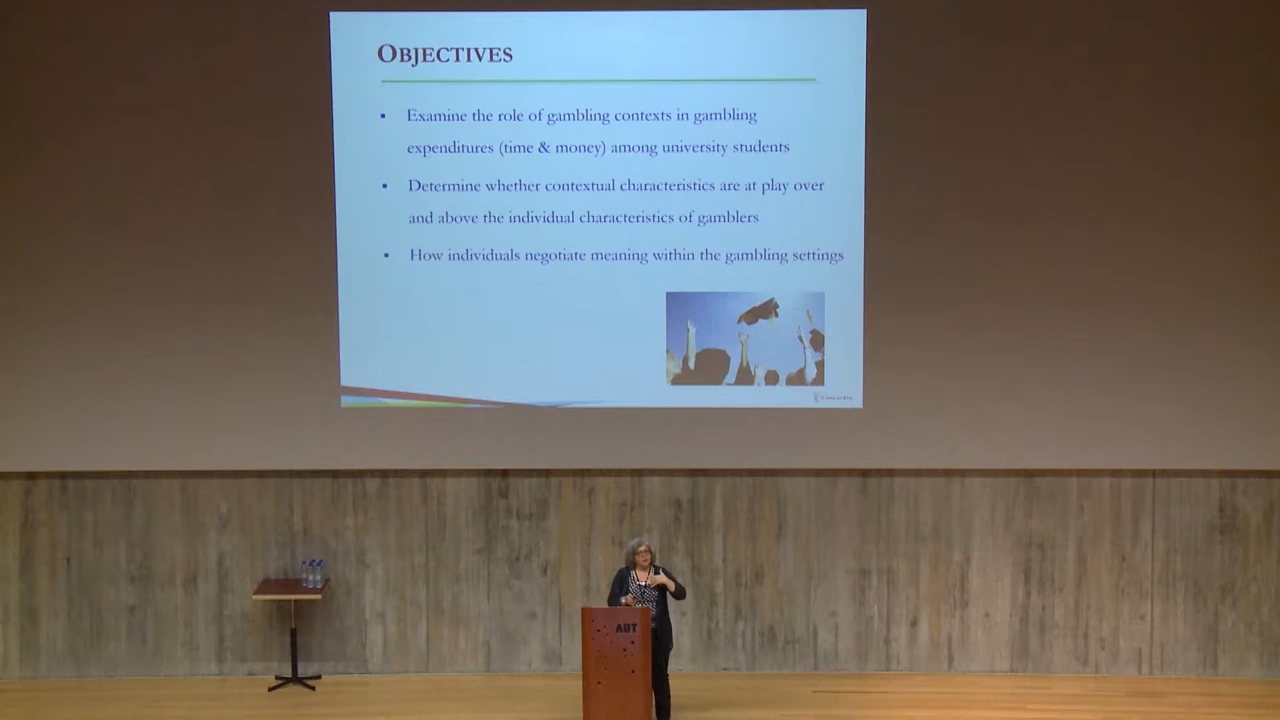 OBJECTIVES
▪ Examine the role of gambling contexts in gambling
expenditures (time & money) among university students
▪ Determine whether contextual characteristics are at play over
and above the individual characteristics of gamblers
▪ How individuals negotiate meaning within the gambling settings
Concordia
AUT